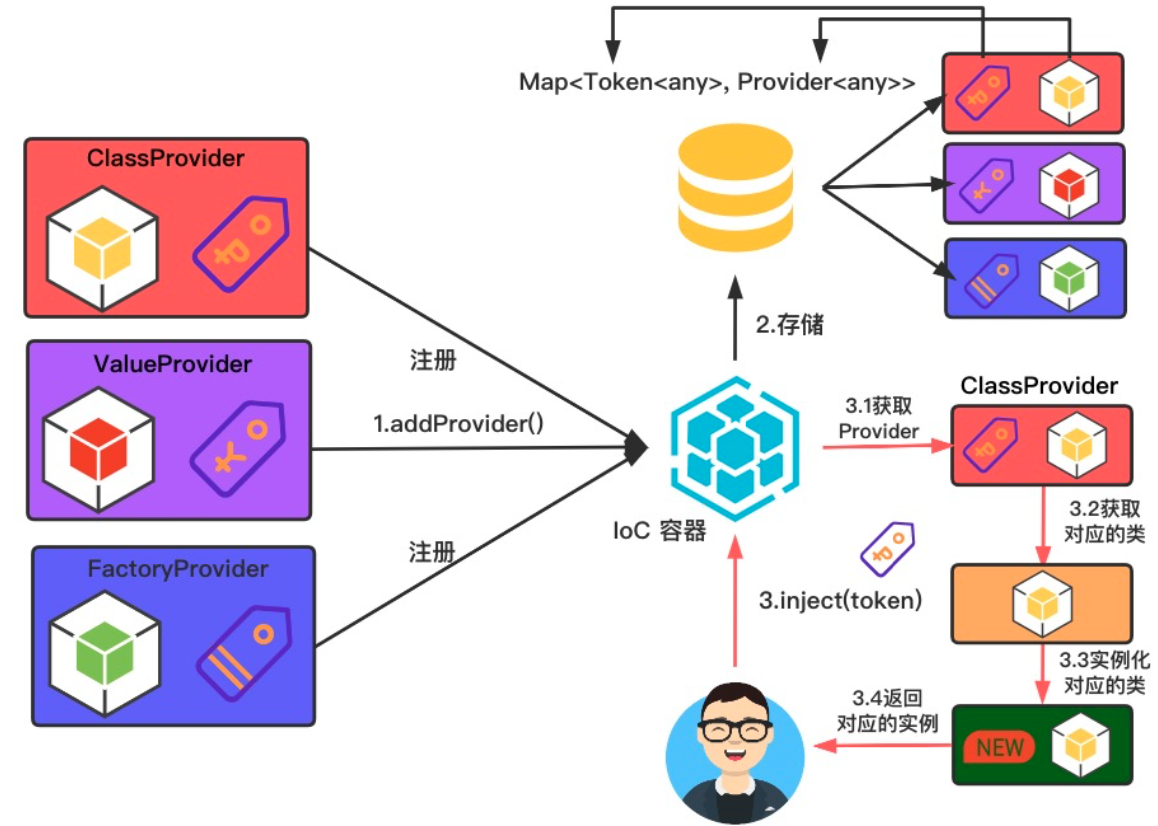 Map<Token<any>, Provider<any>>
ClassProvider
ValueProvider
FactoryProvider
注册
1.addProvider()
注册
2.存储
IoC 容器
3.inject(token)
3.1获取
Provider
ClassProvider
3.2获取
对应的类
3.3实例化
对应的类
NEW
3.4返回
对应的实例